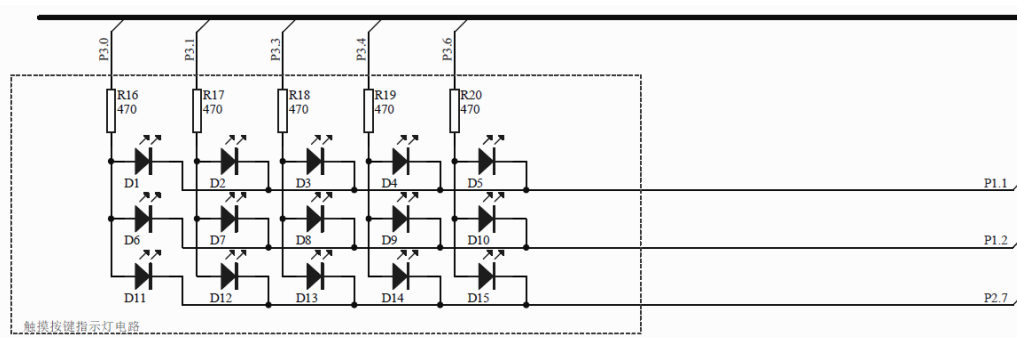 P3.0
P3.1
P3.3
P3.4
P3.6
R16 R17 R18 R19 R20
470 470 470 470 470
D1 D2 D3 D4 D5
P1.1
D6 D7 D8 D9 D10
P1.2
D11 D12 D13 D14 D15
P2.7
触摸按键指示灯电路